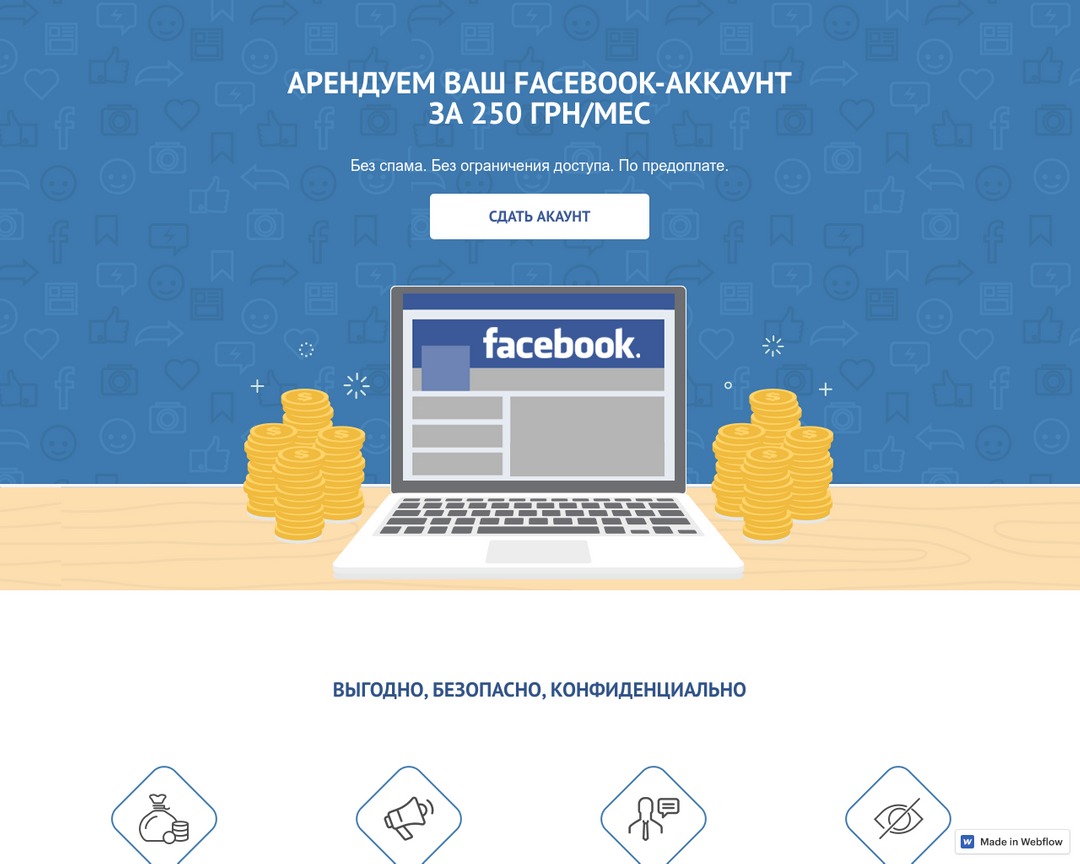 АРЕНДУЕМ ВАШ FACEBOOK-АККАУНТ
ЗА 250 ГРН/МЕС
Без спама. Без ограничения доступа. По предоплате.
СДАТЬ АКАУНТ
facebook.
ВЫГОДНО, БЕЗОПАСНО, КОНФИДЕНЦИАЛЬНО
Made in Webflow